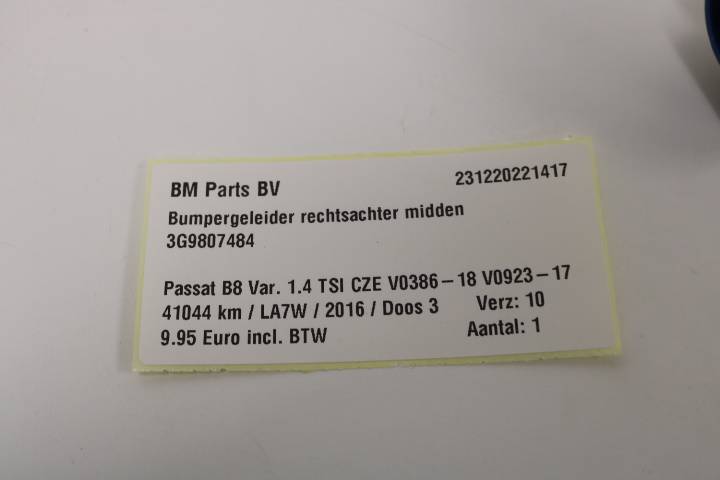 BM Parts BV 231220221417
Bumpergeleider rechtsachter midden
3G9807484
Passat B8 Var. 1.4 TSI CZE V0386-18 V0923-17
41044 km / LA7W / 2016 / Doos 3 Verz: 10
9.95 Euro incl. BTW Aantal: 1